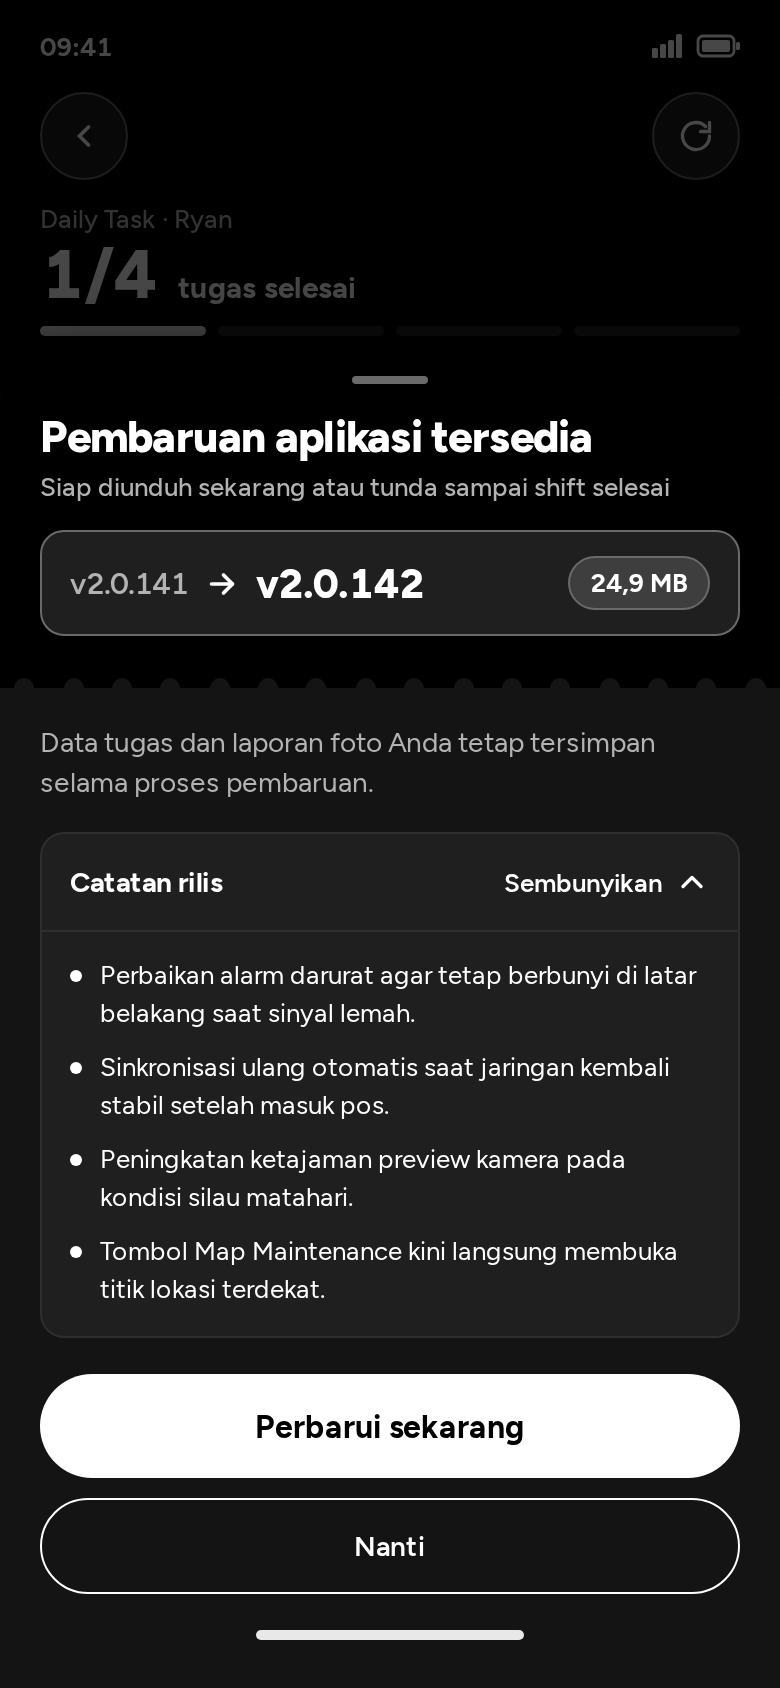 09:41
Daily Task · Ryan
1/4 tugas selesai
Pembaruan aplikasi tersedia
Siap diunduh sekarang atau tunda sampai shift selesai
v2.0.141 → v2.0.142 24,9 MB
Data tugas dan laporan foto Anda tetap tersimpan
selama proses pembaruan.
Catatan rilis Sembunyikan
• Perbaikan alarm darurat agar tetap berbunyi di latar
belakang saat sinyal lemah.
• Sinkronisasi ulang otomatis saat jaringan kembali
stabil setelah masuk pos.
• Peningkatan ketajaman preview kamera pada
kondisi silau matahari.
• Tombol Map Maintenance kini langsung membuka
titik lokasi terdekat.
Perbarui sekarang
Nanti